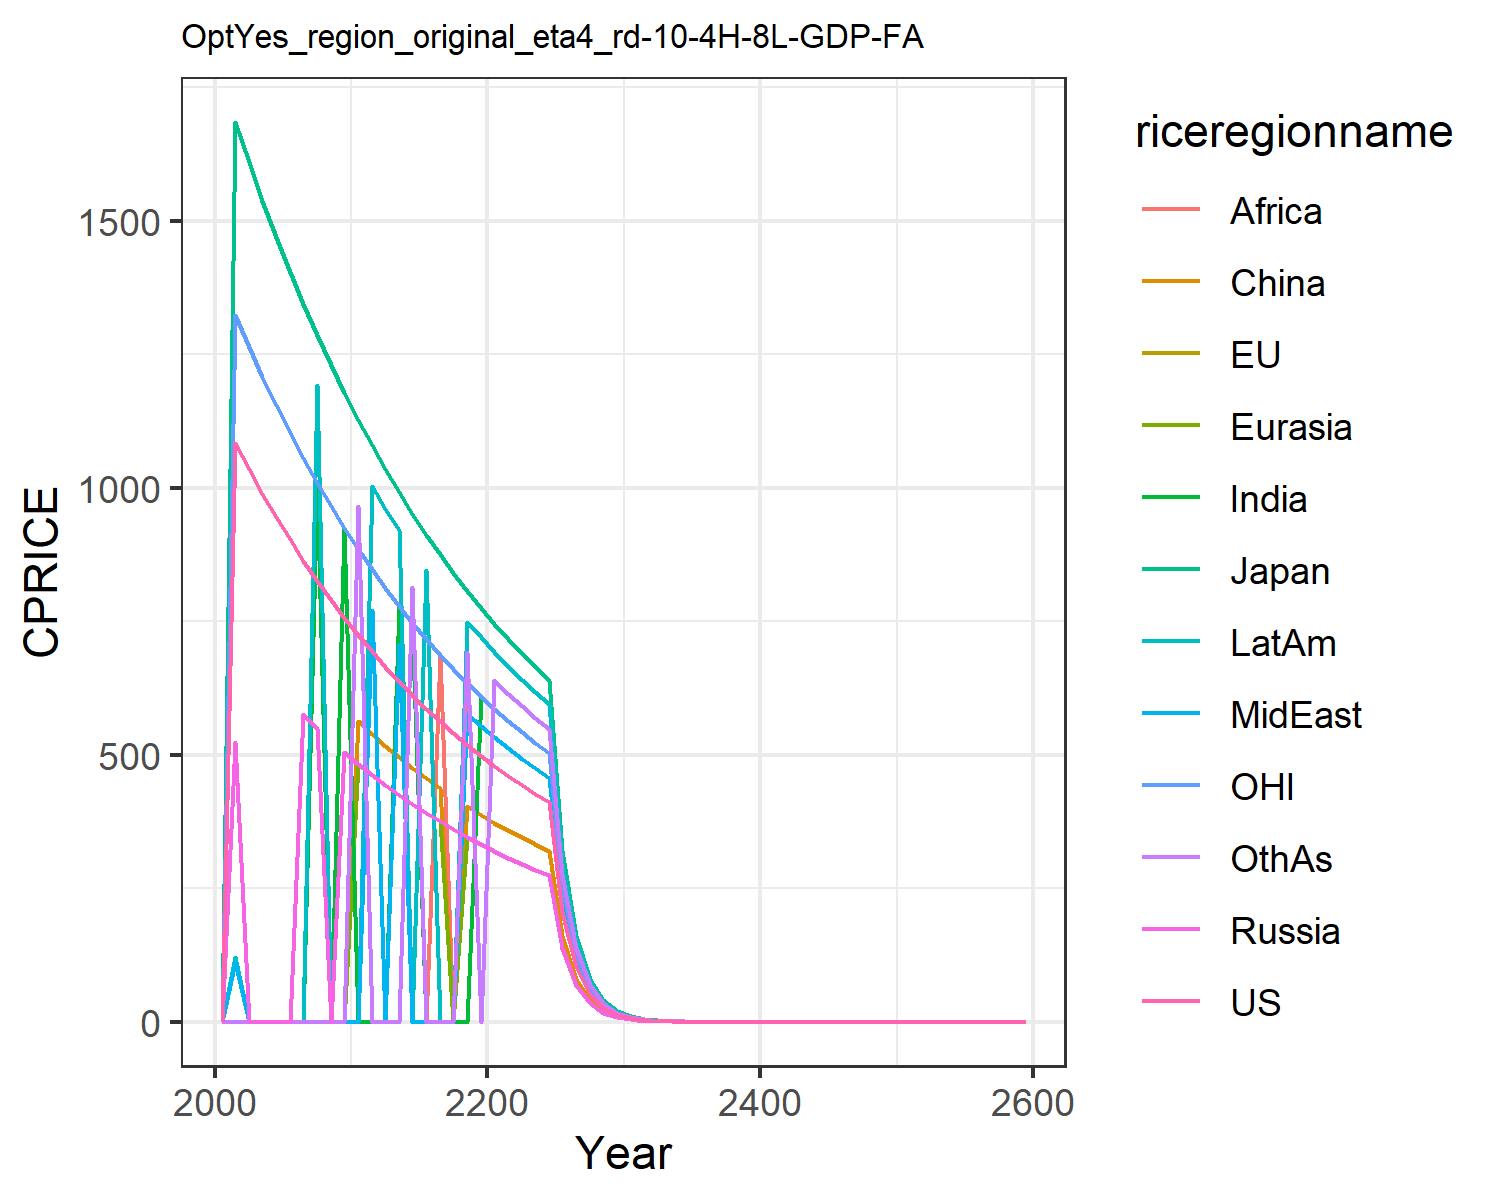 OptYes_region_original_eta4_rd-10-4H-8L-GDP-FA
CPRICE
1500
1000
500
0
2000 2200 2400 2600
Year
riceregionname
Africa
China
EU
Eurasia
India
Japan
LatAm
MidEast
OHI
OthAs
Russia
US